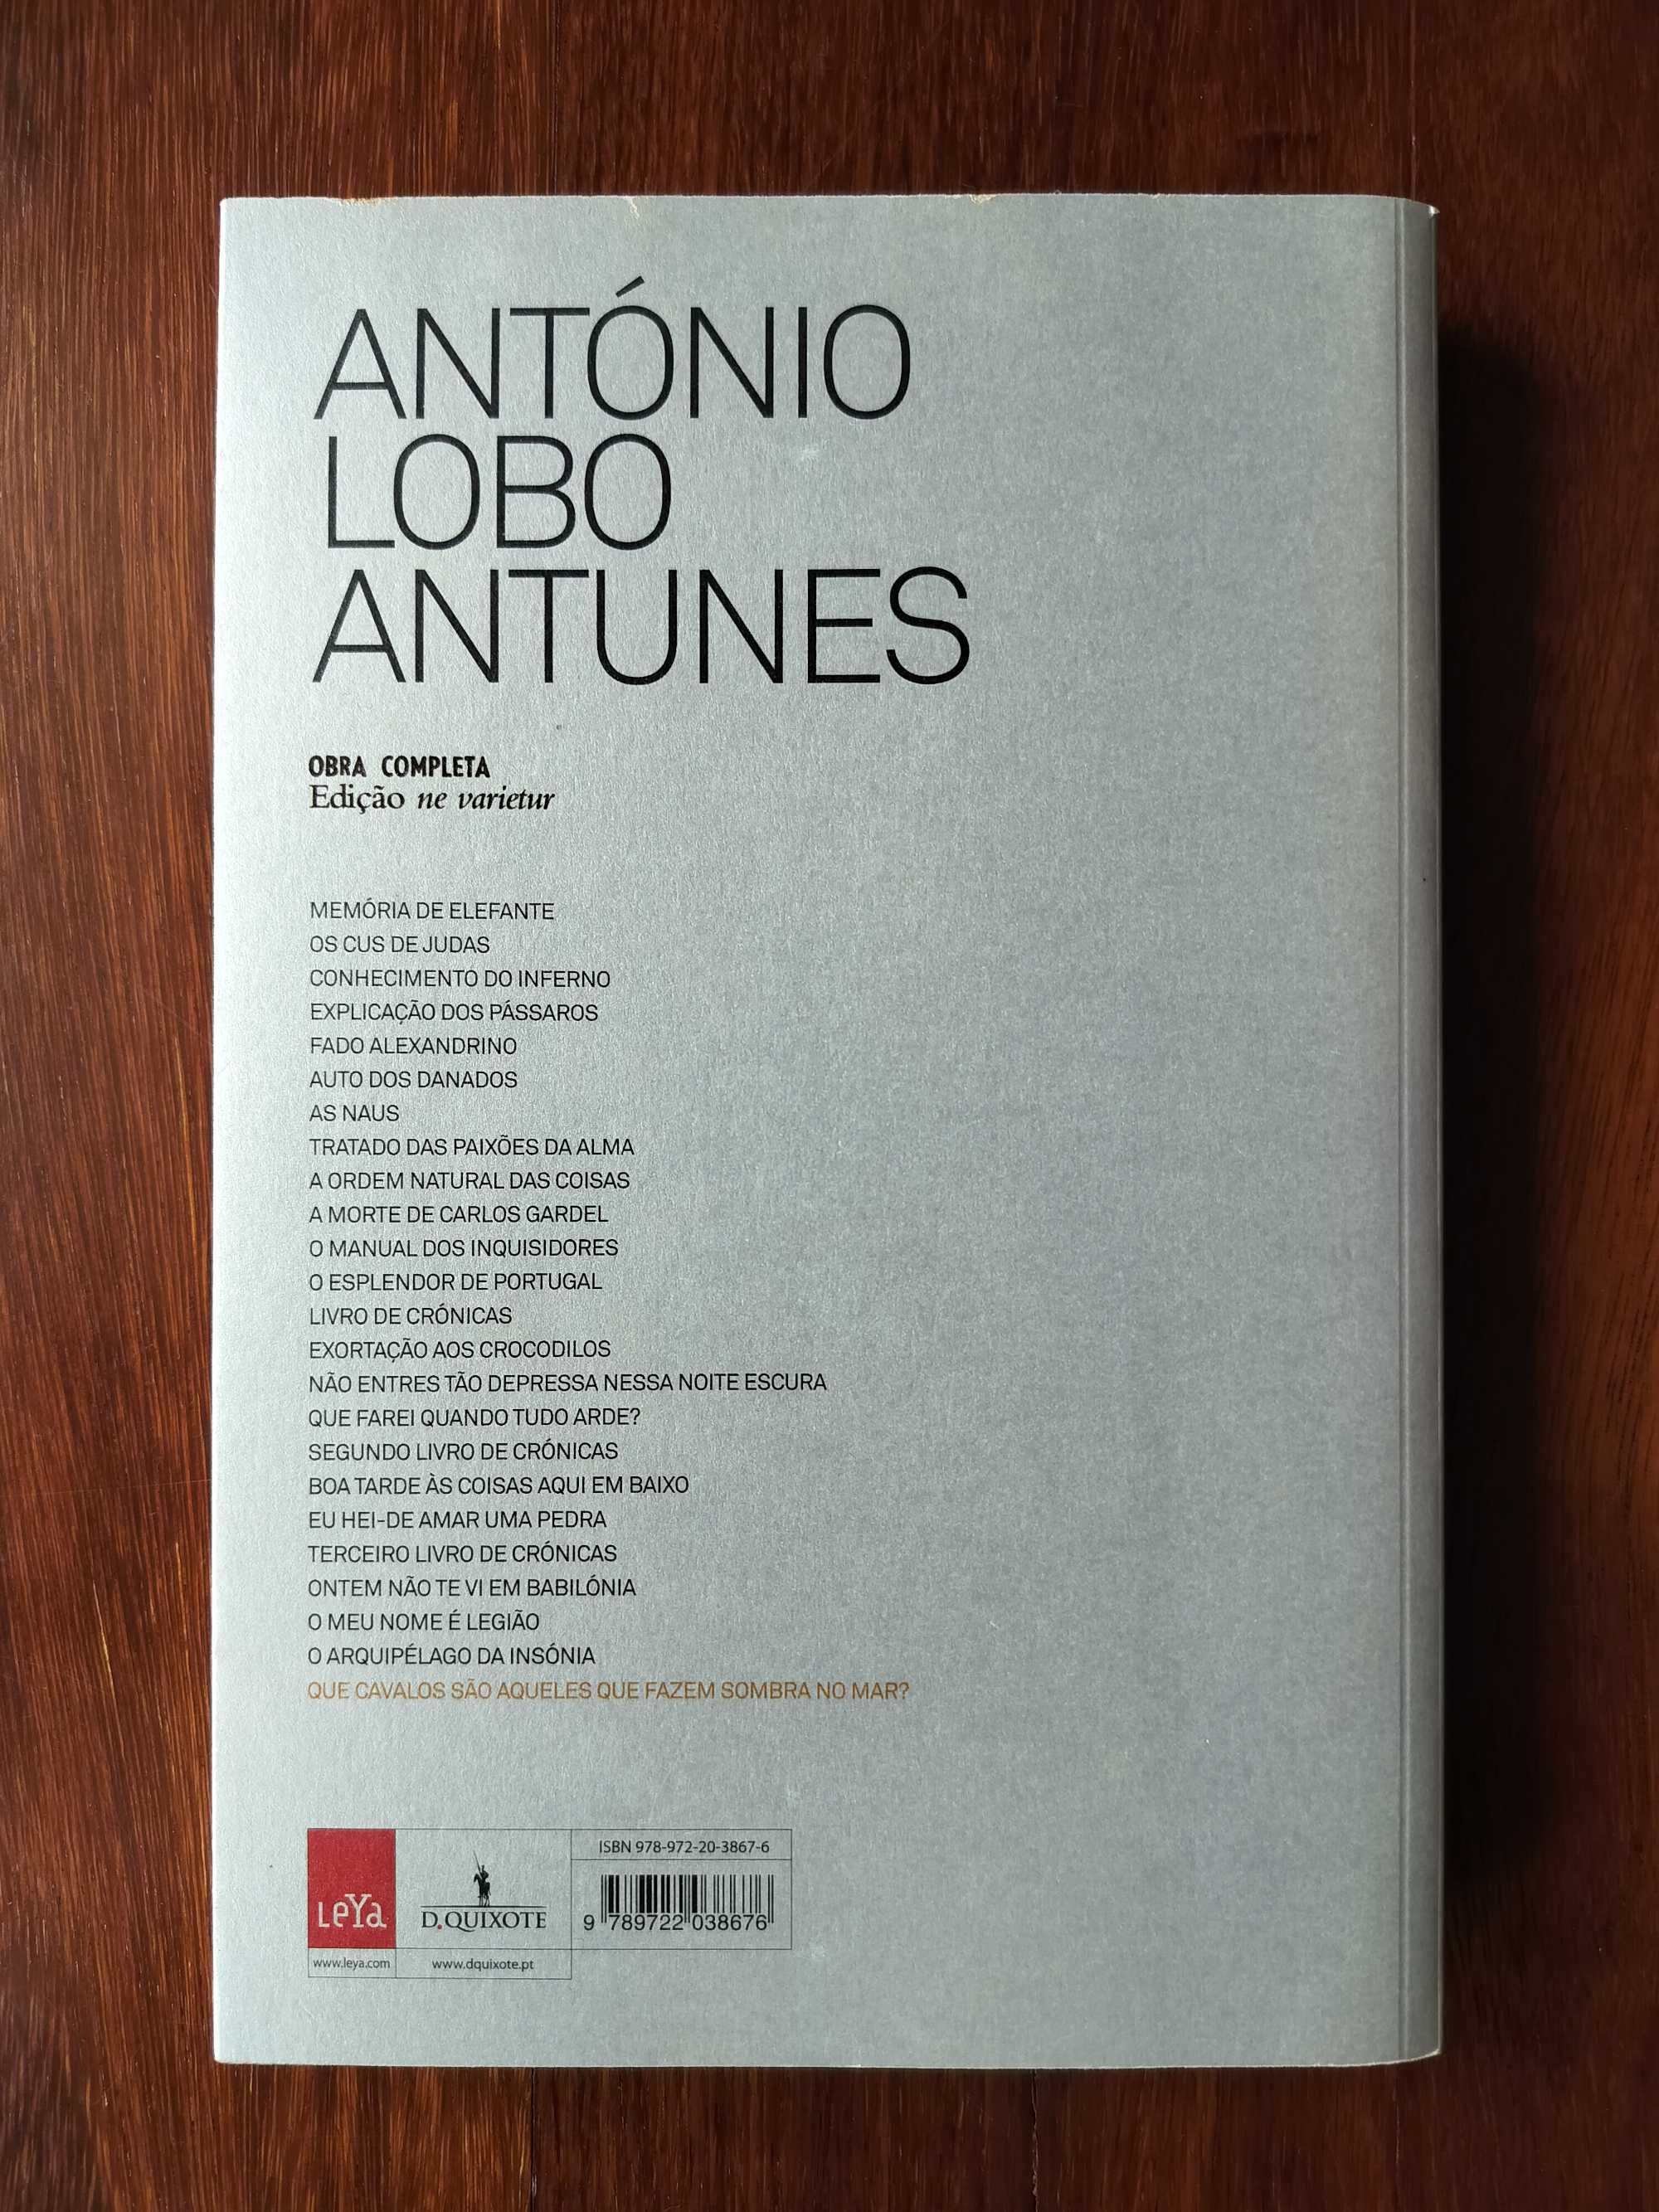 ANTÓNIO
LOBO
ANTUNES
OBRA COMPLETA
Edição ne varietur
MEMÓRIA DE ELEFANTE
OS CUS DE JUDAS
CONHECIMENTO DO INFERNO
EXPLICAÇÃO DOS PÁSSAROS
FADO ALEXANDRINO
AUTO DOS DANADOS
AS NAUS
TRATADO DAS PAIXÕES DA ALMA
A ORDEM NATURAL DAS COISAS
A MORTE DE CARLOS GARDEL
O MANUAL DOS INQUISIDORES
O ESPLENDOR DE PORTUGAL
LIVRO DE CRÓNICAS
EXORTAÇÃO AOS CROCODILOS
NÃO ENTRES TÃO DEPRESSA NESSA NOITE ESCURA
QUE FAREI QUANDO TUDO ARDE?
SEGUNDO LIVRO DE CRÓNICAS
BOA TARDE ÀS COISAS AQUI EM BAIXO
EU HEI-DE AMAR UMA PEDRA
TERCEIRO LIVRO DE CRÓNICAS
ONTEM NÃO TE VI EM BABILÓNIA
O MEU NOME É LEGIÃO
O ARQUIPÉLAGO DA INSÓNIA
QUE CAVALOS SÃO AQUELES QUE FAZEM SOMBRA NO MAR?
LeYa
www.leya.com
D.QUIXOTE
www.dquixote.pt
ISBN 978-972-20-3867-6
9 789722 038676